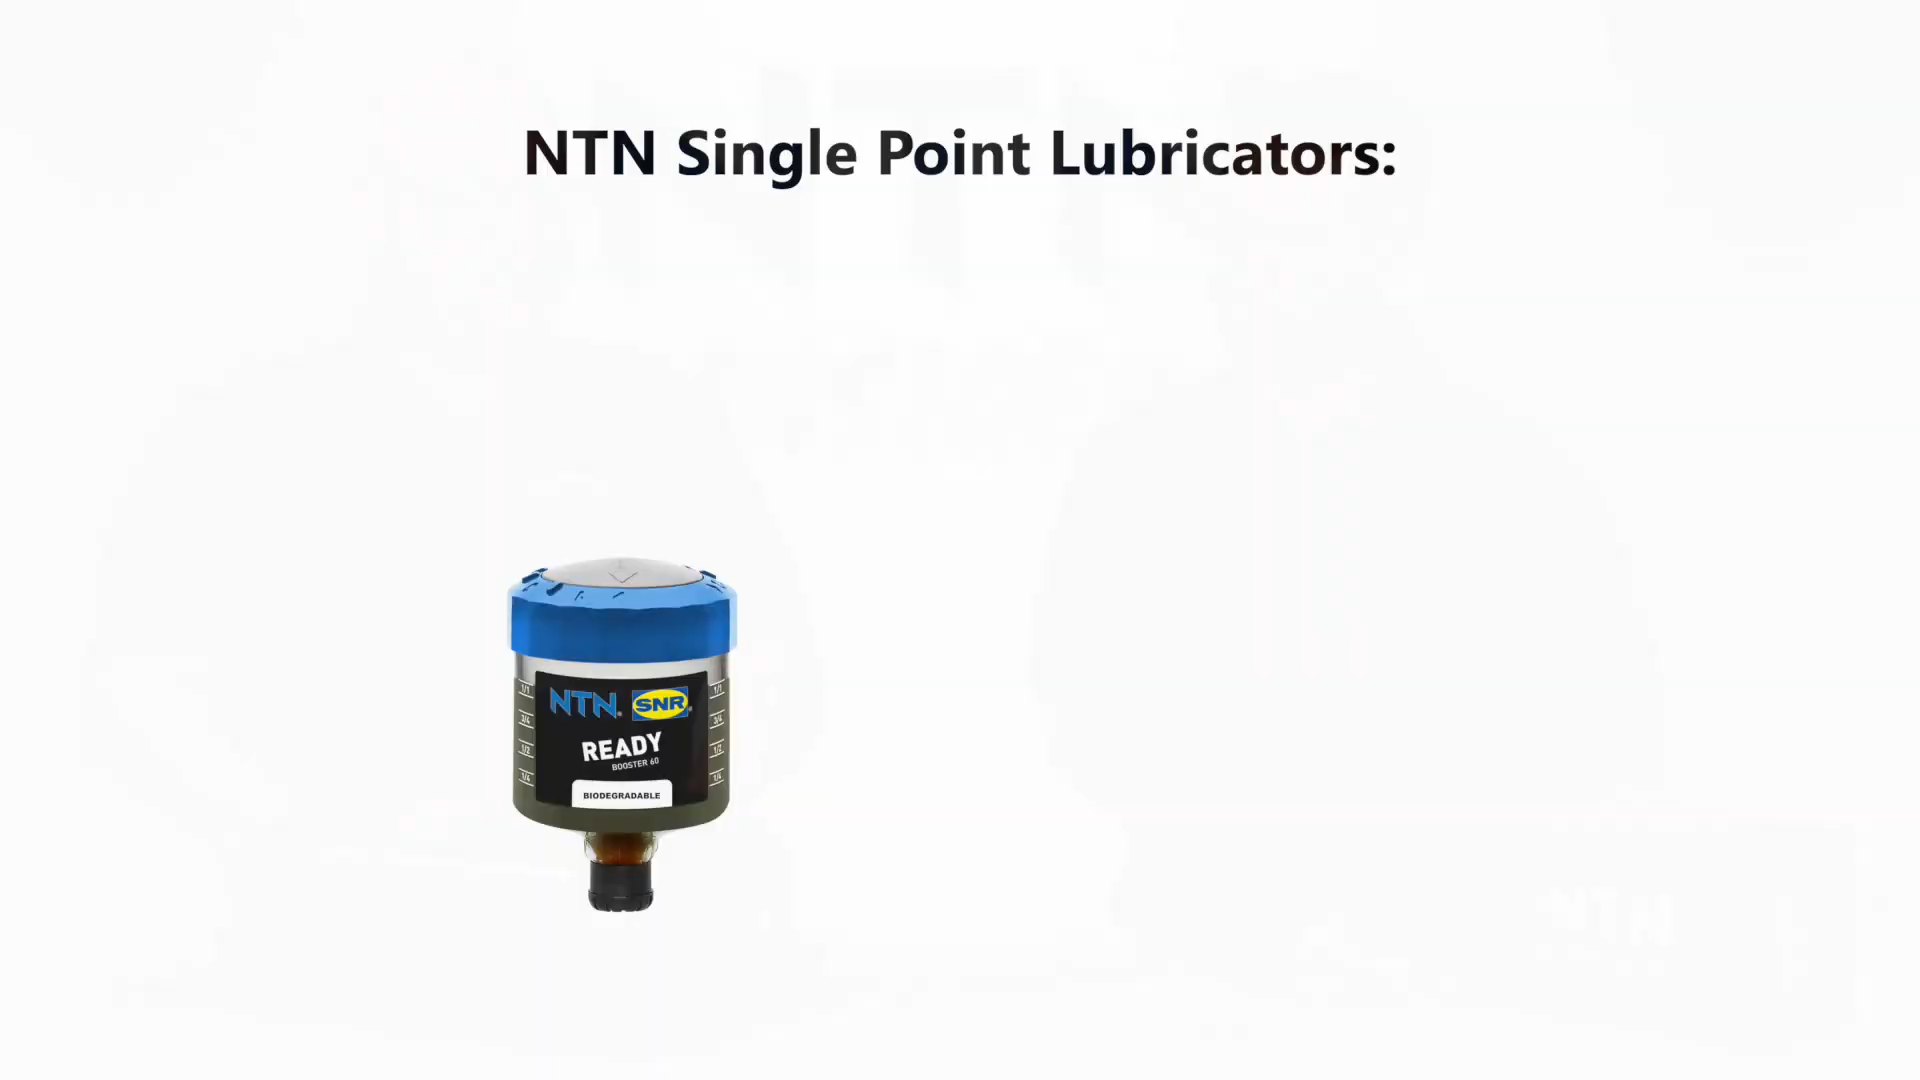 NTN Single Point Lubricators:
NTN® SNR®
READY
BOOSTER 60
BIODEGRADABLE
1/1 1/1
3/4 3/4
1/2 1/2
1/4 1/4